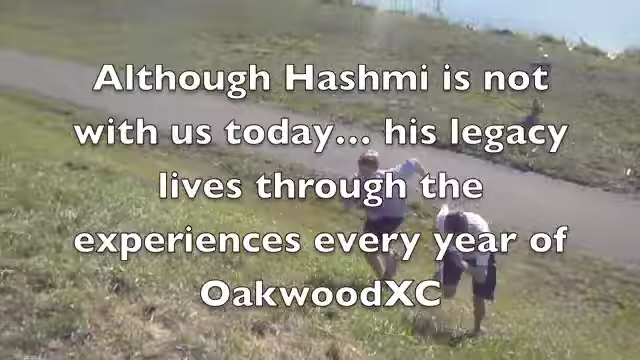 Although Hashmi is not
with us today... his legacy
lives through the
experiences every year of
OakwoodXC